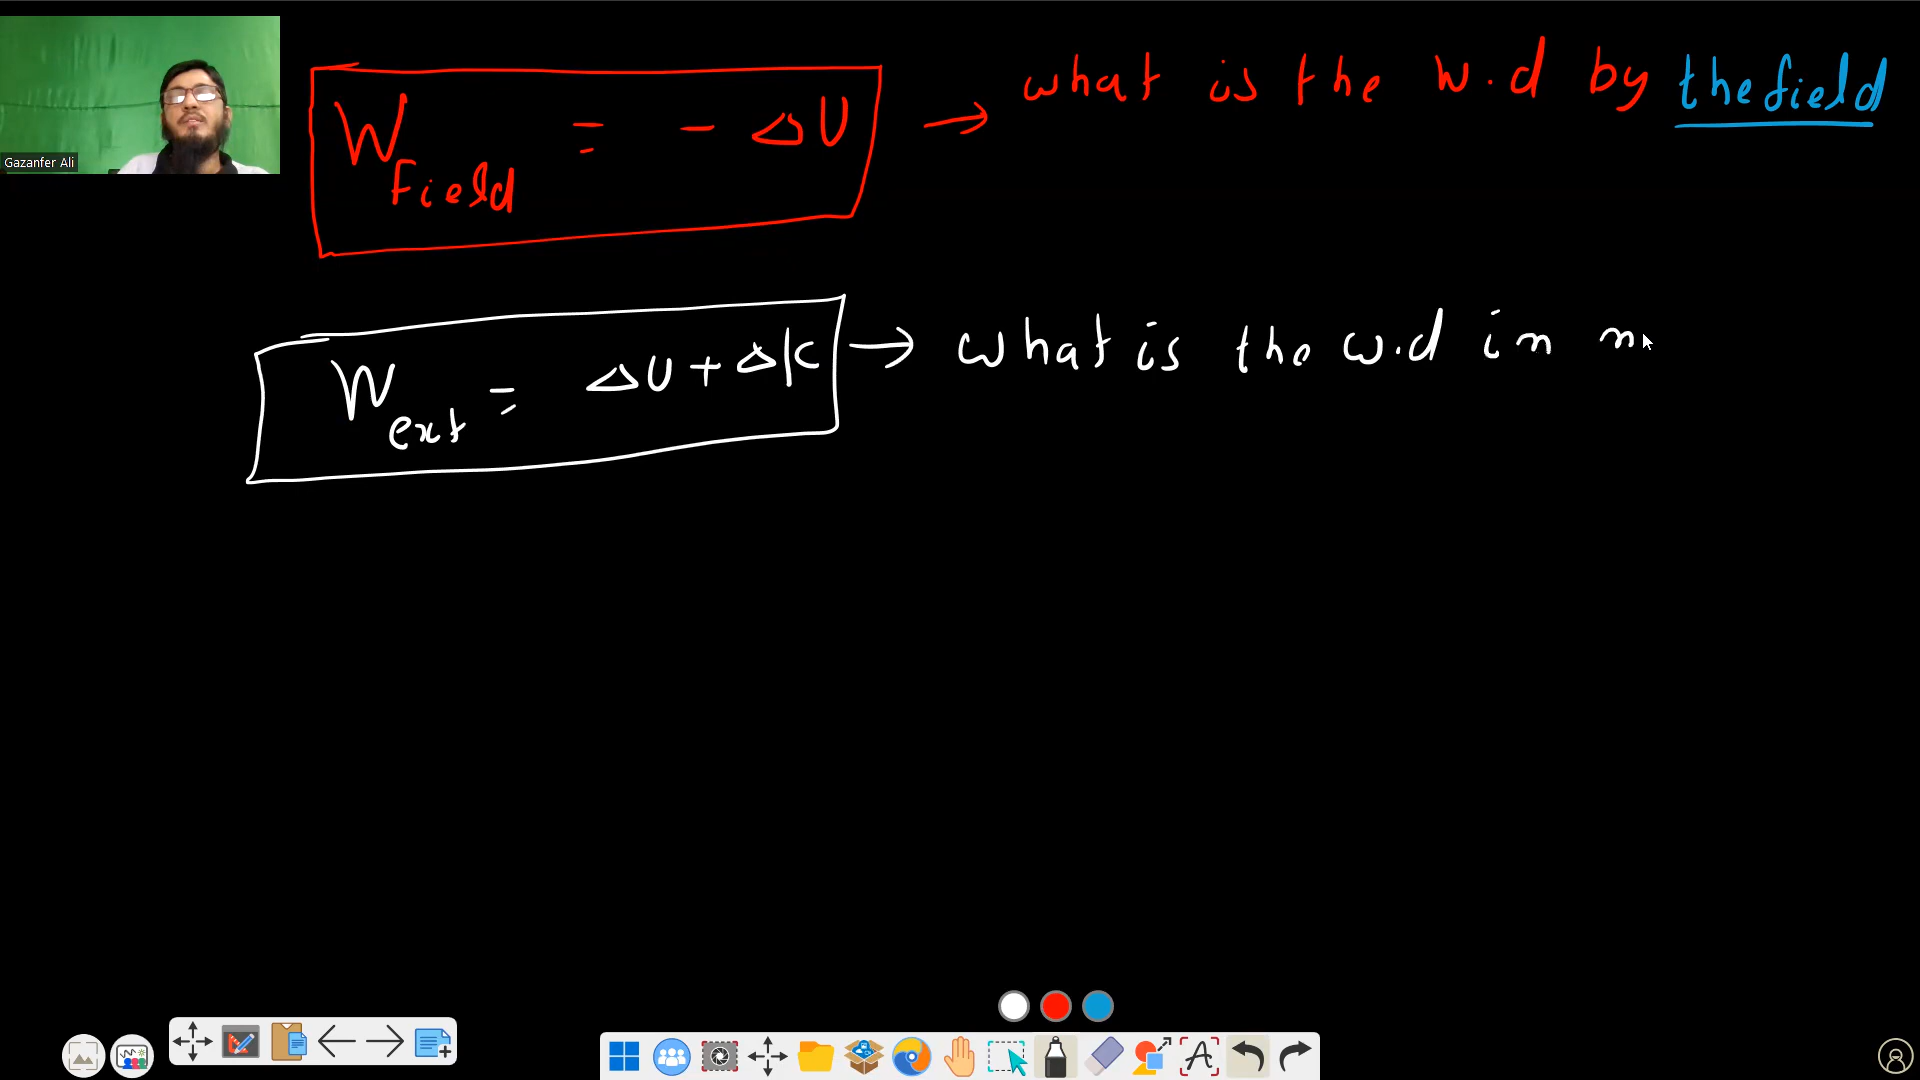 W_Field = - ΔU → what is the W.d by the field
Gazanfer Ali
W_ext = ΔU + ΔK → What is the w.d in